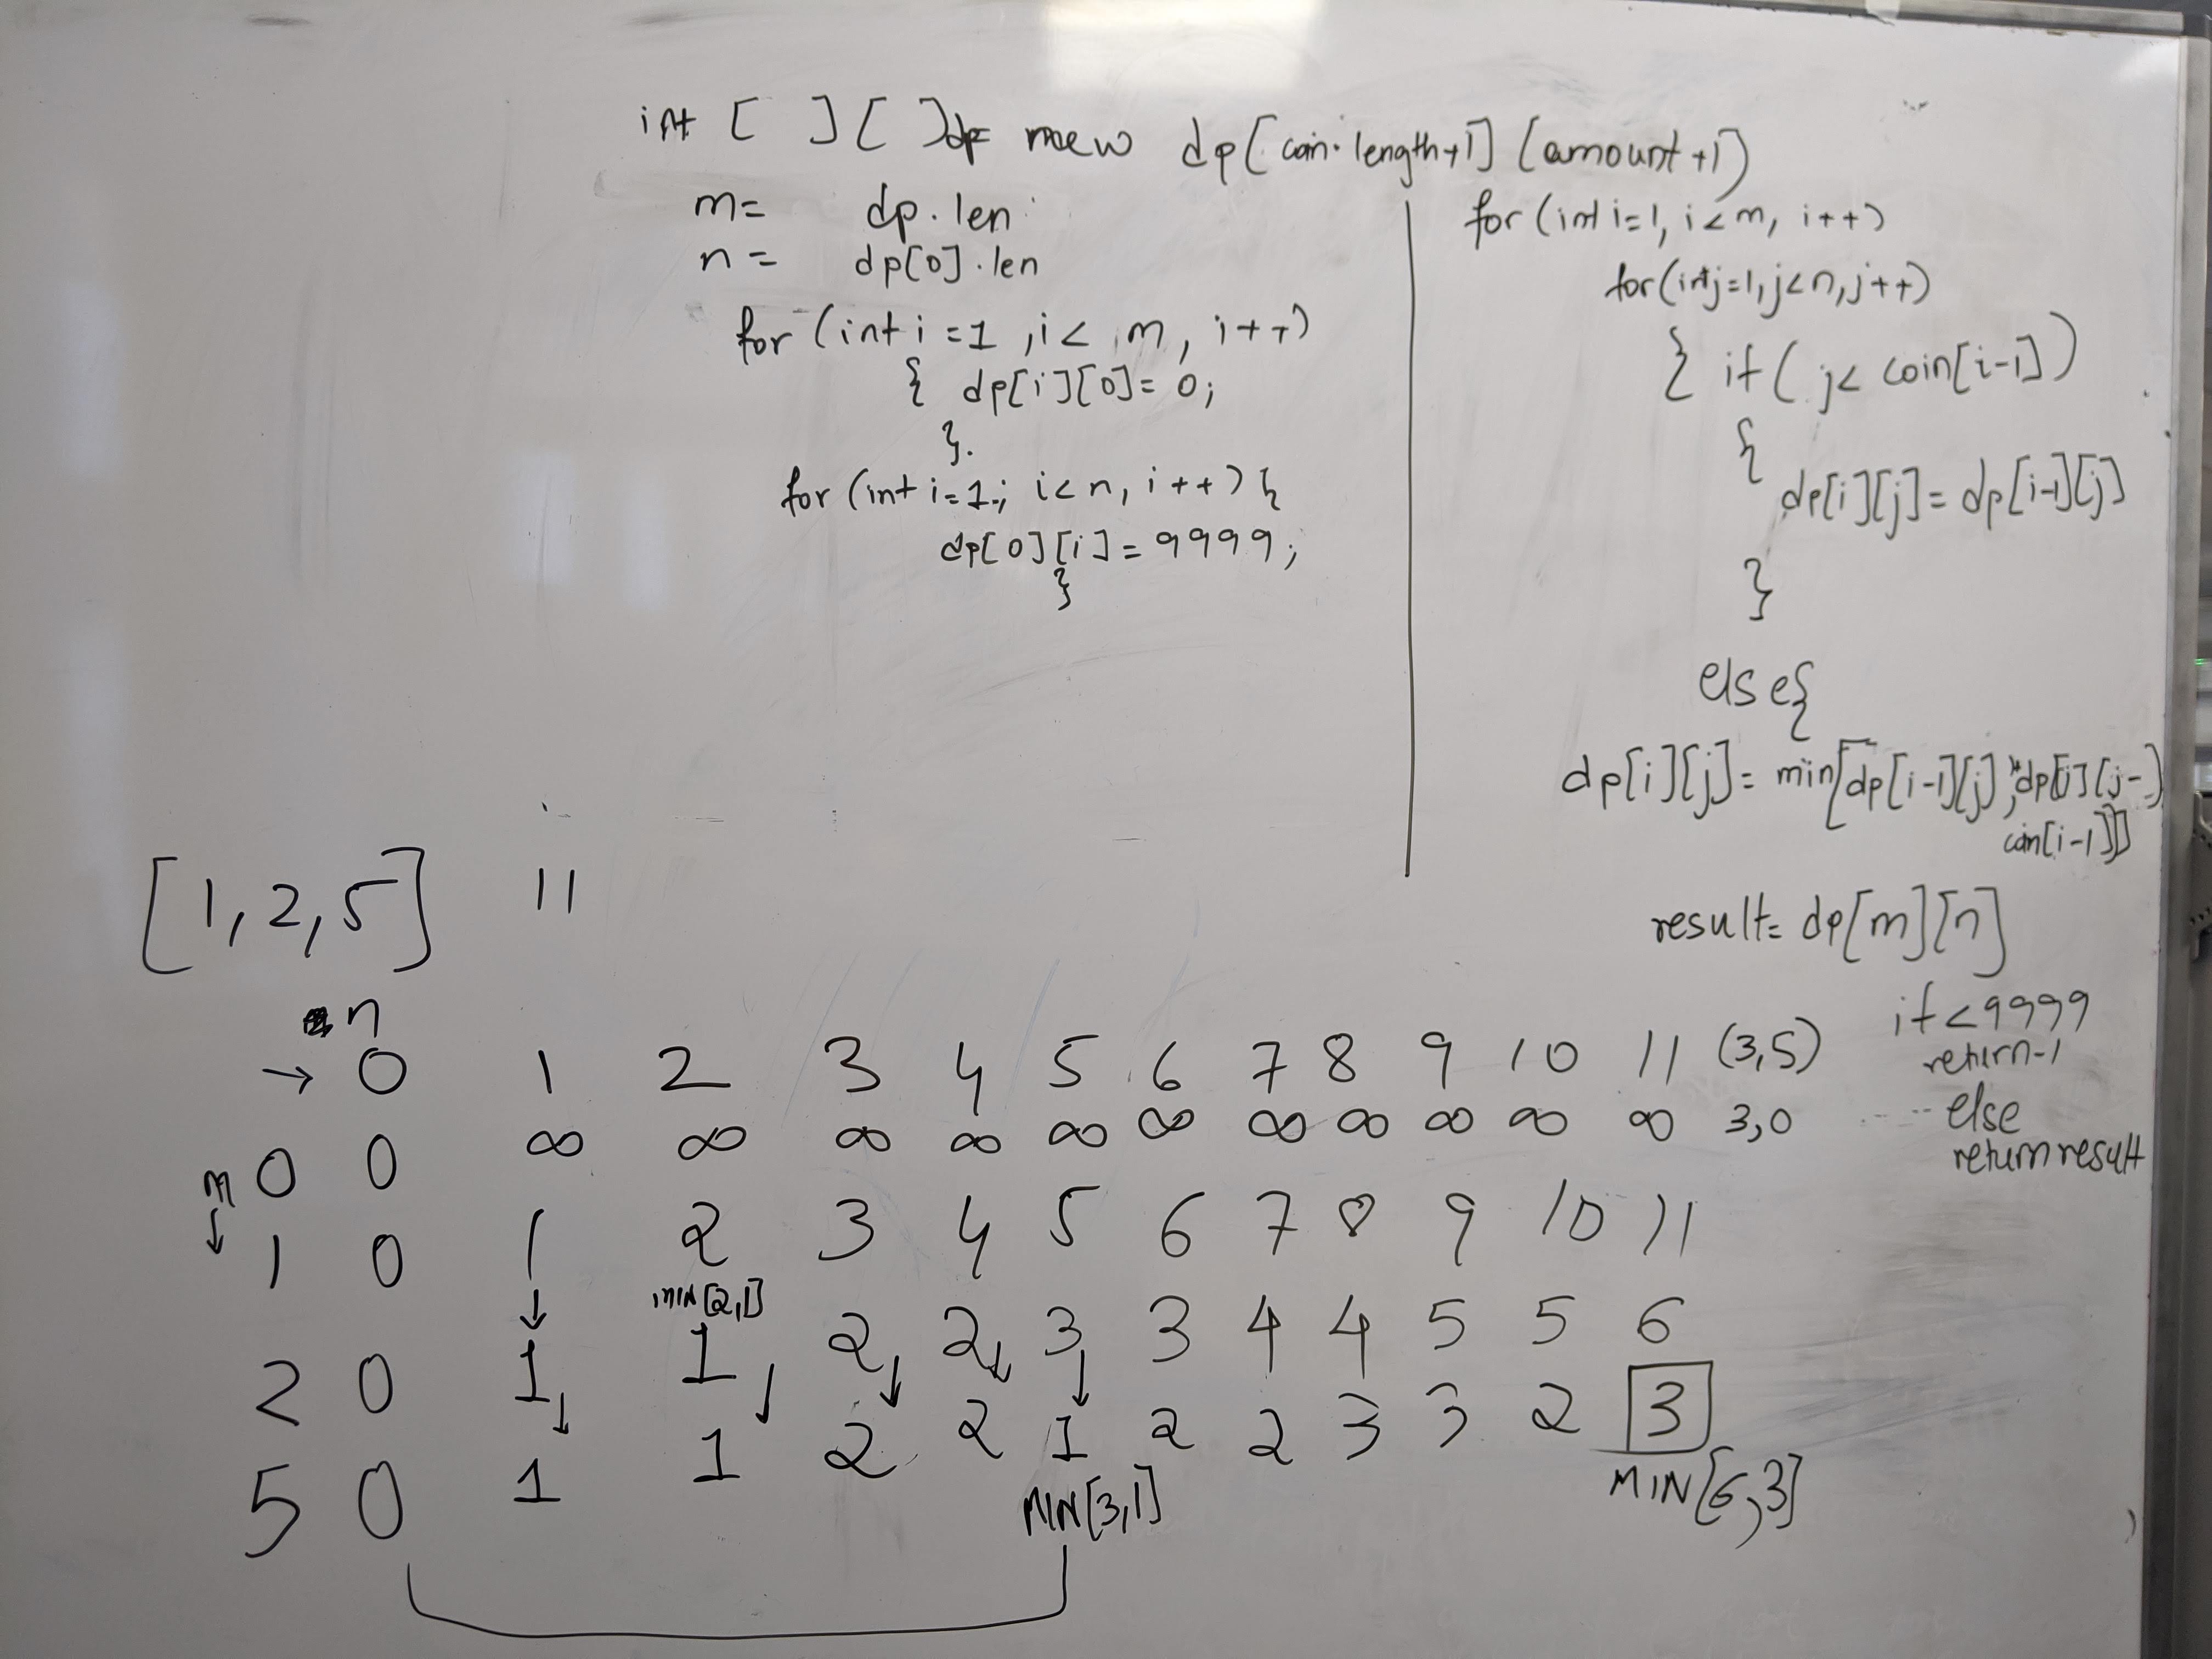 int [ ] [ ] dp= new dp[coin.length+1] [amount+1]
m= dp.len
n= dp[0].len
for (int i=1 ,i< m, i++)
{ dp[i][0]= 0;
}.
for (int i=1; i<n, i++) {
dp[0][i]=9999;
}
for (int i=1, i<m, i++)
for(int j=1,j<n,j++)
{ if( j< coin[i-1])
{
dp[i][j]= dp[i-1][j]
}
else{
dp[i][j]= min[dp[i-1][j], dp[i][j-
coin[i-1]]]
result= dp[m][n]
if <9999
return-1
else
return result
[1,2,5] 11
n
→ 0 1 2 3 4 5 6 7 8 9 10 11 (3,5)
0 0 ∞ ∞ ∞ ∞ ∞ ∞ ∞ ∞ ∞ ∞ ∞ 3,0
m
↓ 1 0 1 2 3 4 5 6 7 8 9 10 11
min[2,1]
2 0 1 1 2 2 3 3 4 4 5 5 6
5 0 1 1 2 2 1 2 2 3 3 2 3
MIN[3,1] MIN[6,3]